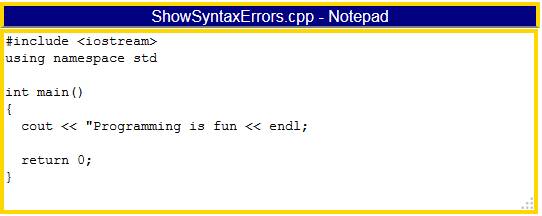 ShowSyntaxErrors.cpp - Notepad
#include <iostream>
using namespace std

int main()
{
  cout << "Programming is fun << endl;

  return 0;
}